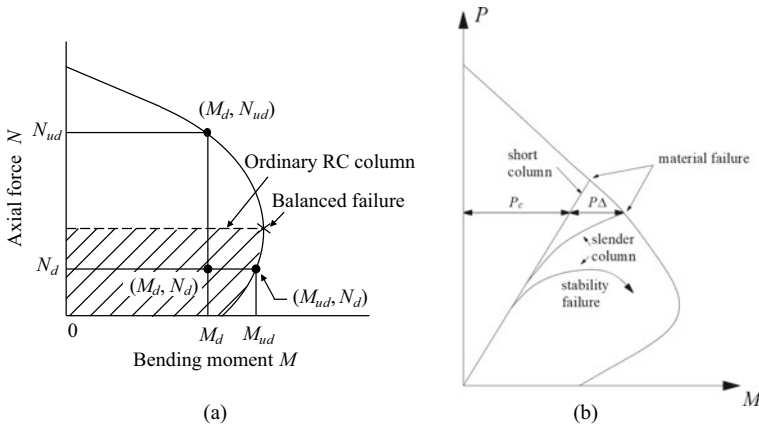 Axial force N
N_ud
N_d
(M_d, N_ud)
Ordinary RC column
Balanced failure
(M_d, N_d)
(M_ud, N_d)
0
M_d
M_ud
Bending moment M
(a)
P
short
column
material failure
P_e
PΔ
slender
column
stability
failure
M
(b)